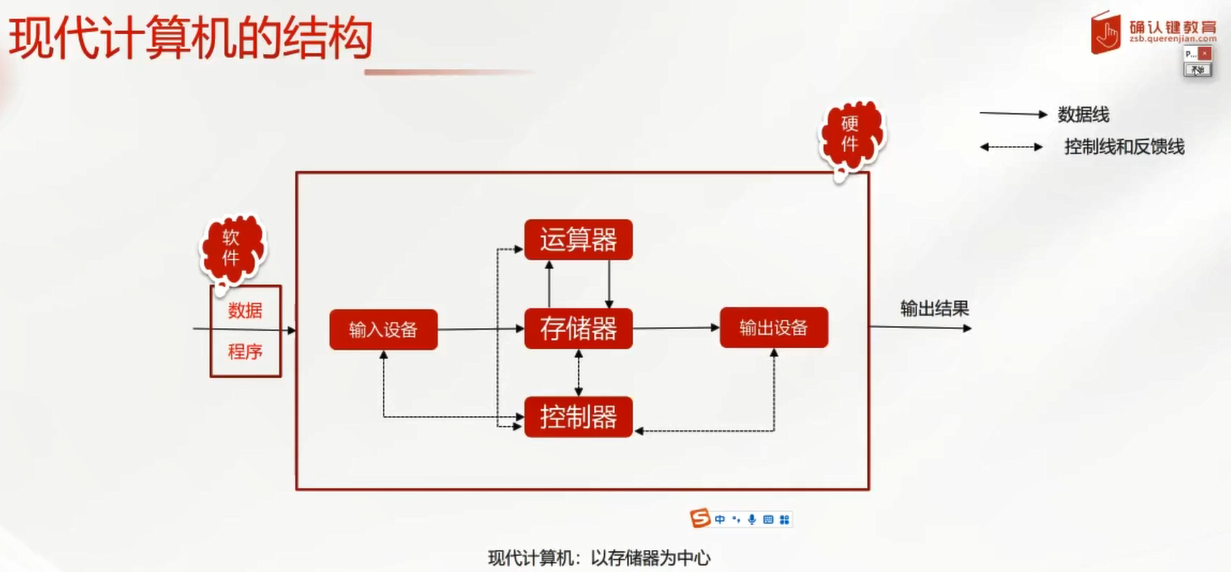 现代计算机的结构
确认键教育
zsb.querenjian.com
P...
开始
数据线
控制线和反馈线
硬
件
软
件
数据
程序
运算器
输入设备
存储器
输出设备
控制器
输出结果
中
现代计算机：以存储器为中心